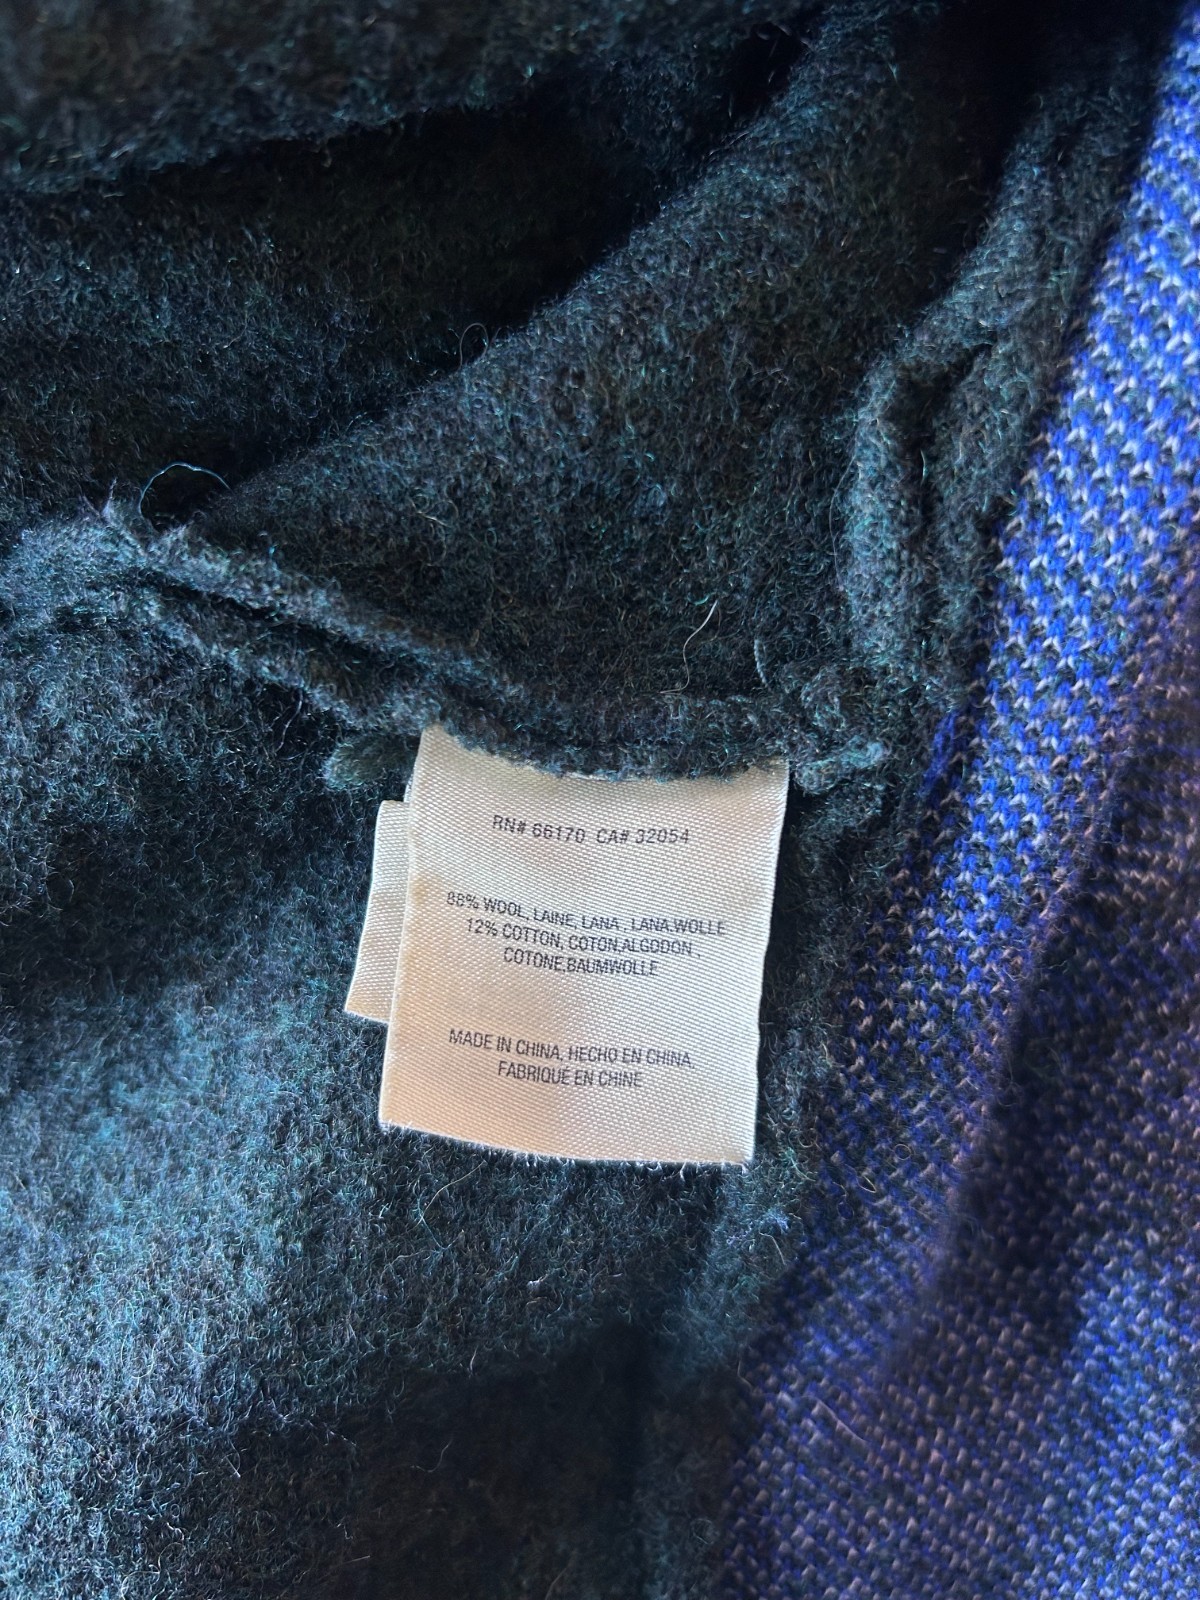 RN# 66170 CA# 32054
88% WOOL, LAINE, LANA , LANA,WOLLE
12% COTTON, COTON,ALGODON ,
COTONE,BAUMWOLLE
MADE IN CHINA, HECHO EN CHINA,
FABRIQUÉ EN CHINE